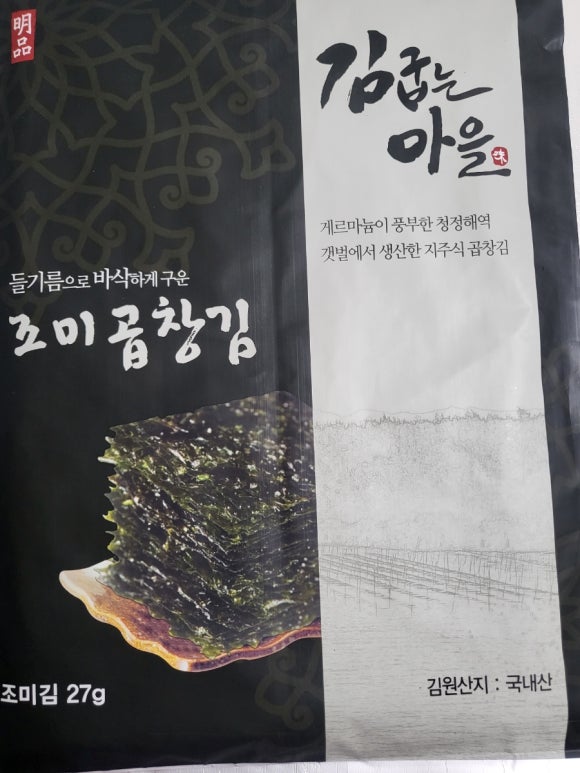 明品
김굽는
마을
味
게르마늄이 풍부한 청정해역
갯벌에서 생산한 지주식 곱창김
들기름으로 바삭하게 구운
조미 곱창김
조미김 27g
김원산지 : 국내산